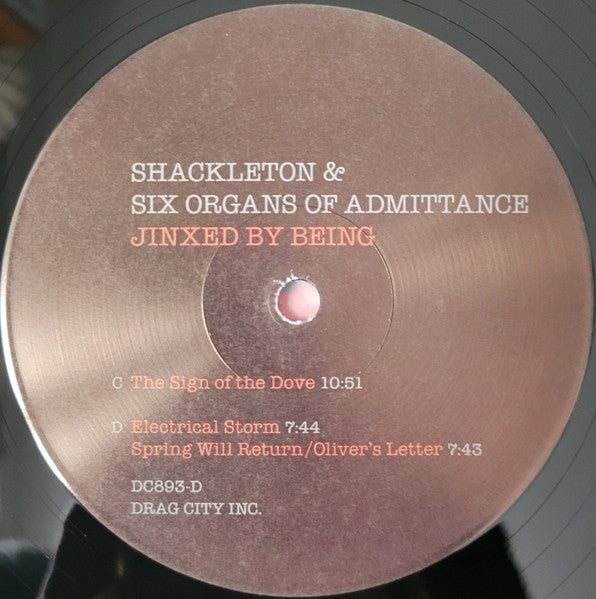 SHACKLETON &
SIX ORGANS OF ADMITTANCE
JINXED BY BEING
C The Sign of the Dove 10:51
D Electrical Storm 7:44
Spring Will Return/Oliver's Letter 7:43
DC893-D
DRAG CITY INC.